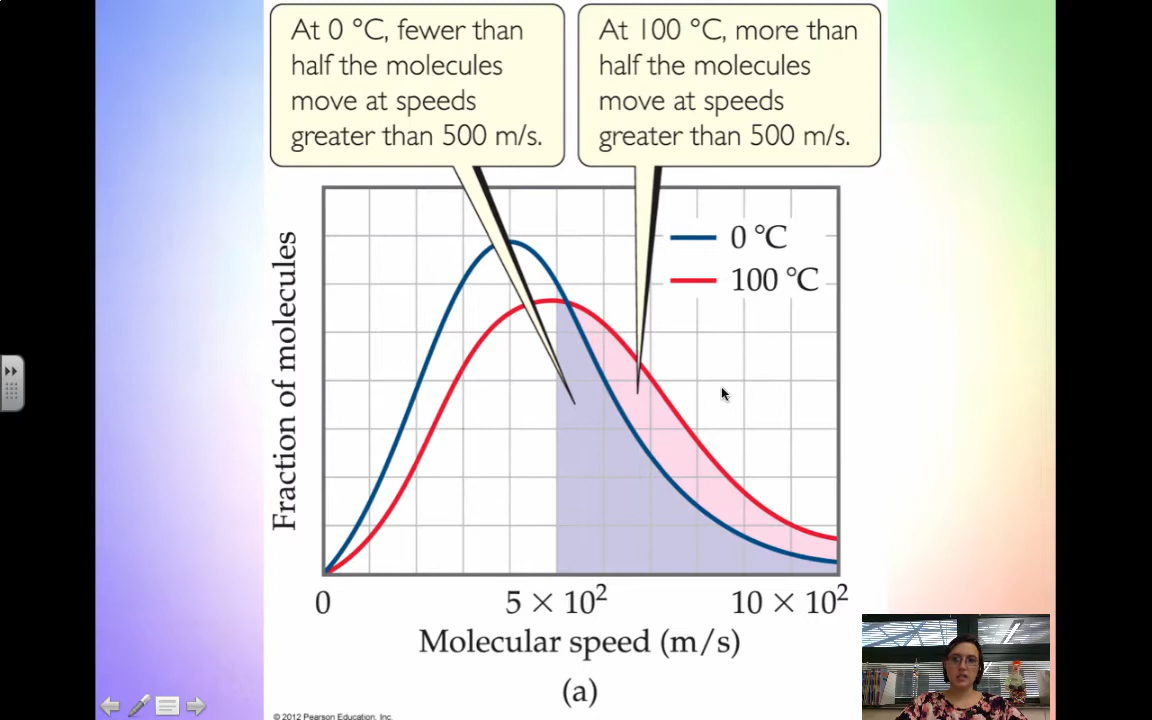 At 0 °C, fewer than
half the molecules
move at speeds
greater than 500 m/s.
At 100 °C, more than
half the molecules
move at speeds
greater than 500 m/s.
0 °C
100 °C
Fraction of molecules
0
5 × 10²
10 × 10²
Molecular speed (m/s)
(a)
© 2012 Pearson Education, Inc.